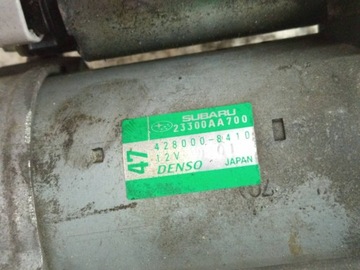 SUBARU
23300AA700
47
428000-8410
12V
DENSO JAPAN